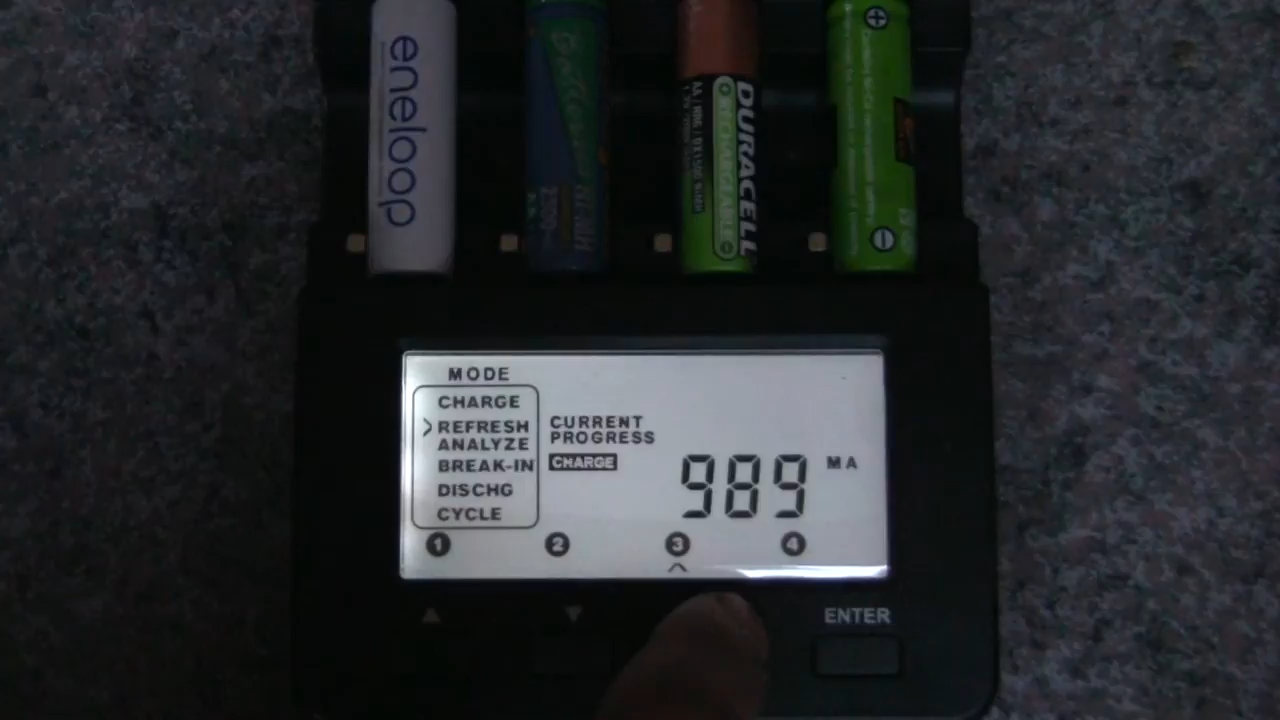 eneloop
DURACELL
RECHARGEABLE
MODE
CHARGE
REFRESH
ANALYZE
BREAK-IN
DISCHG
CYCLE
CURRENT
PROGRESS
CHARGE
989 MA
1 2 3 4
ENTER